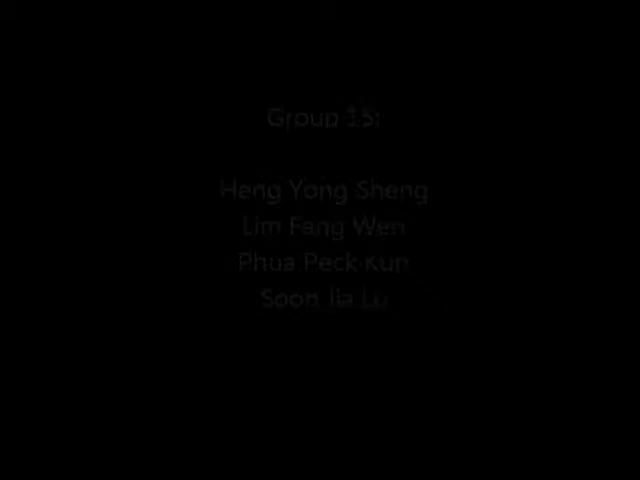 Group 15:
Heng Yong Sheng
Lim Fang Wen
Phua Peck Kun
Soon Jia Lu